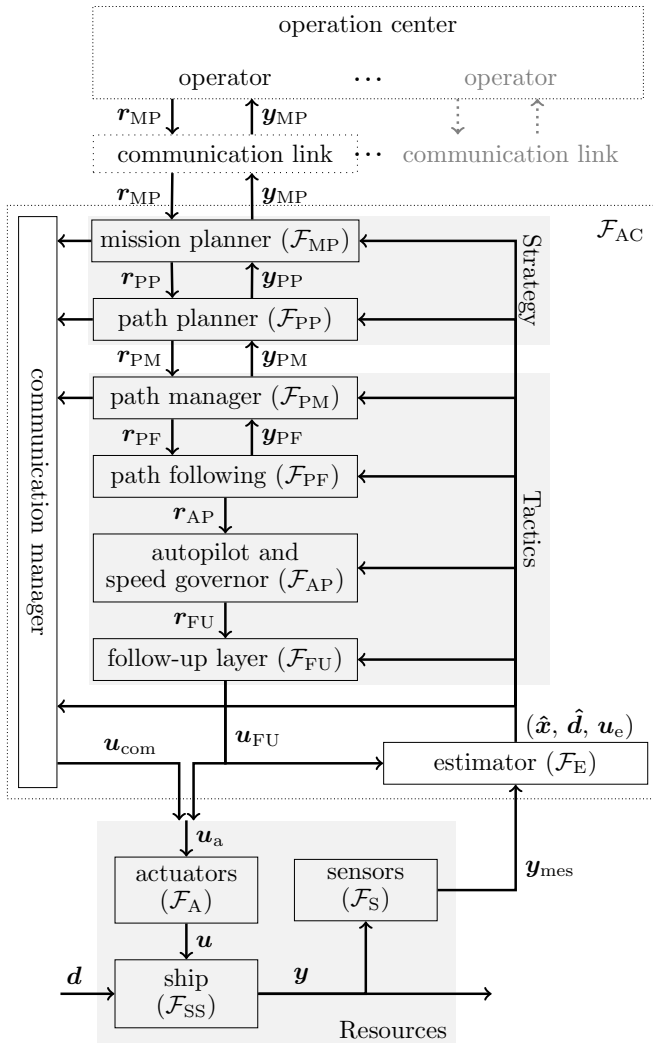 operation center
operator ... operator
r_MP y_MP
communication link ... communication link
r_MP y_MP
F_AC
mission planner (F_MP)
r_PP y_PP
Strategy
path planner (F_PP)
r_PM y_PM
communication manager
path manager (F_PM)
r_PF y_PF
path following (F_PF)
r_AP
Tactics
autopilot and
speed governor (F_AP)
r_FU
follow-up layer (F_FU)
(x̂, d̂, u_e)
u_com u_FU
estimator (F_E)
u_a
actuators
(F_A)
sensors
(F_S)
y_mes
u
d
ship
(F_SS)
y
Resources